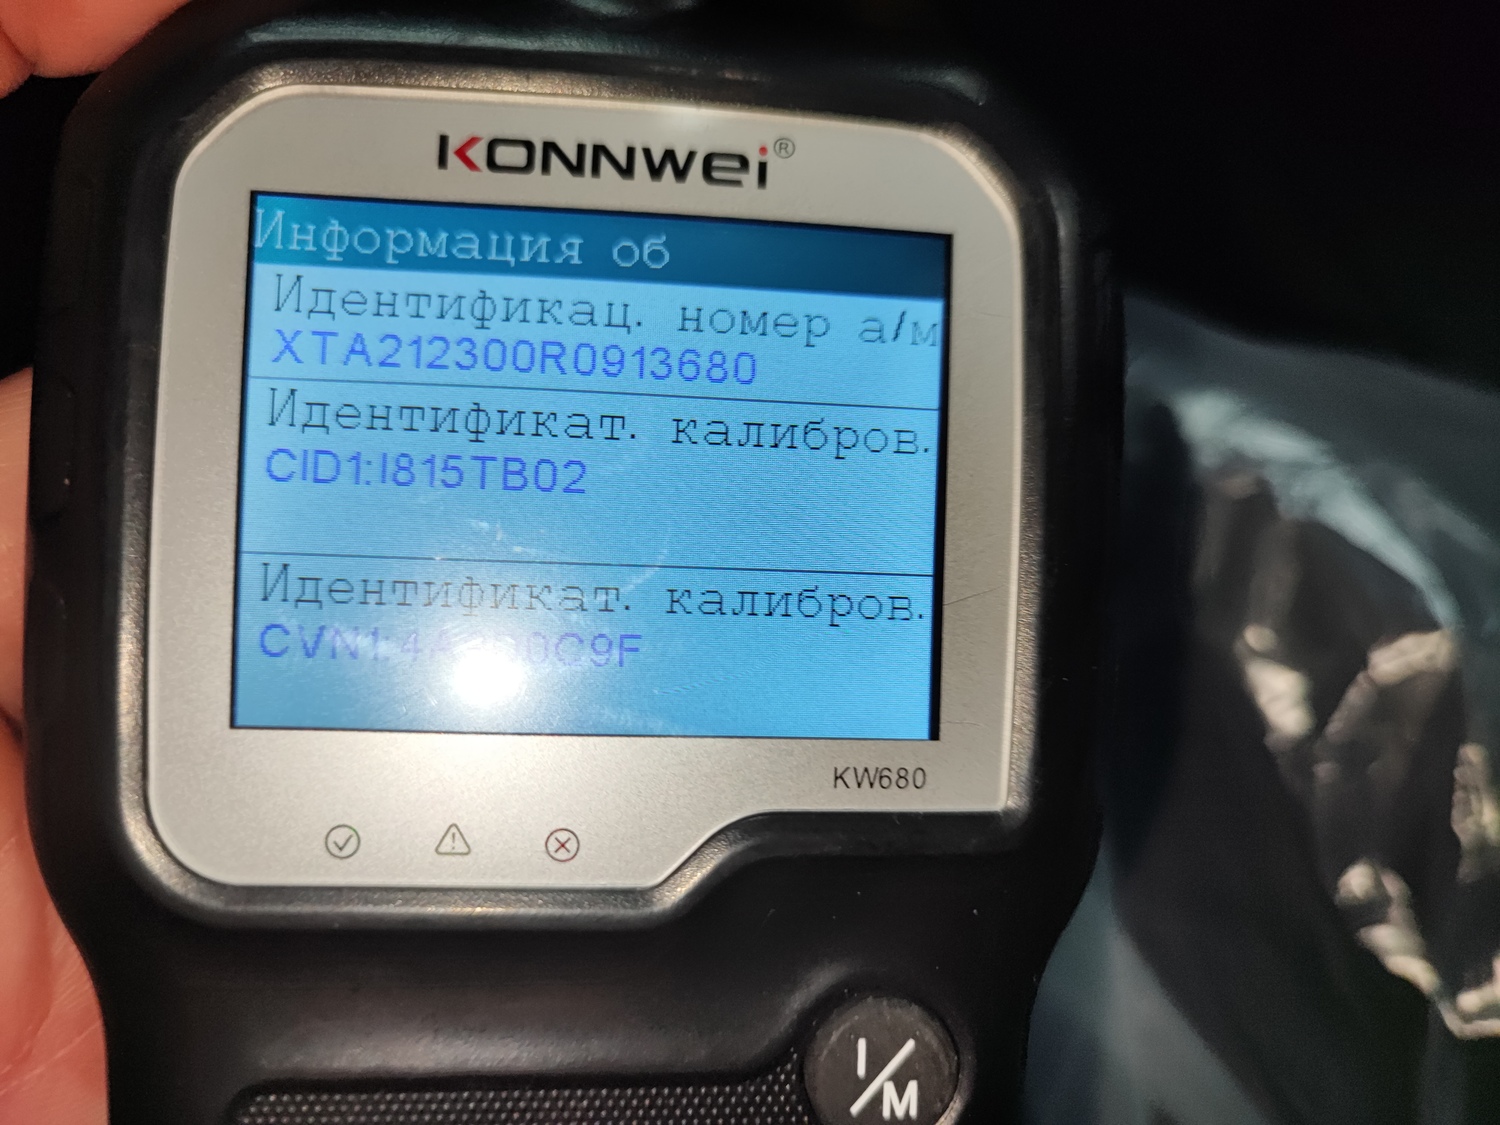 KONNWEI®
Информация об
Идентификац. номер а/м
XTA212300R0913680
Идентификат. калибров.
CID1:I815TB02
Идентификат. калибров.
KW680
I/M